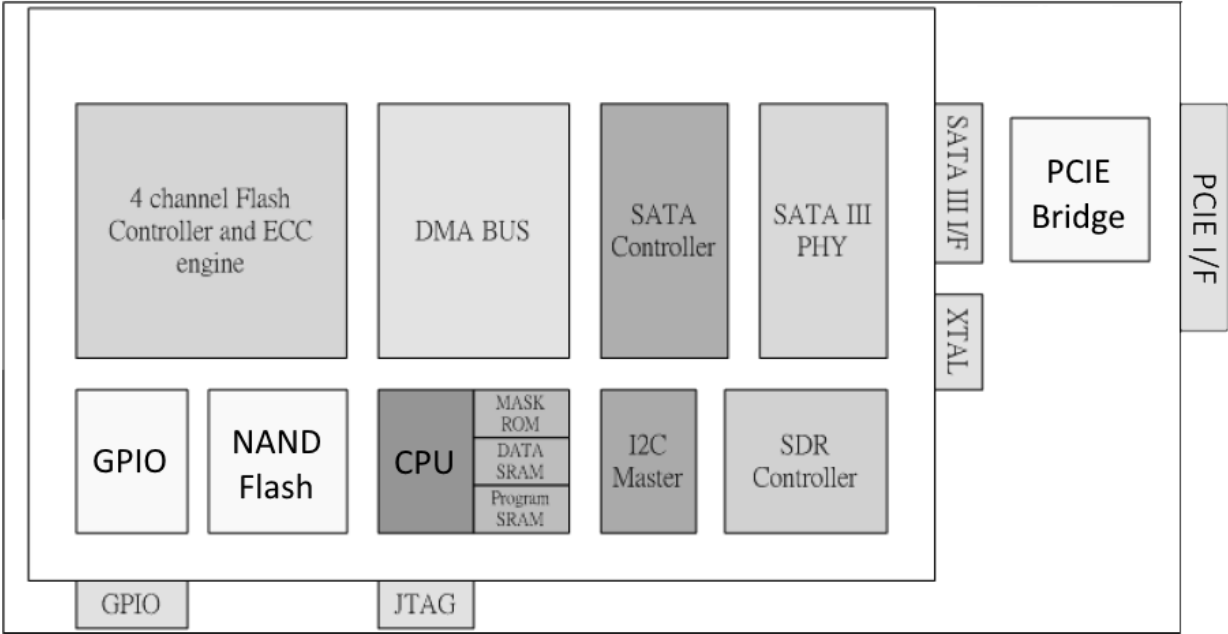 4 channel Flash
Controller and ECC
engine
DMA BUS
SATA
Controller
SATA III
PHY
SATA III I/F
PCIE
Bridge
PCIE I/F
XTAL
GPIO
NAND
Flash
CPU
MASK
ROM
DATA
SRAM
Program
SRAM
I2C
Master
SDR
Controller
GPIO
JTAG